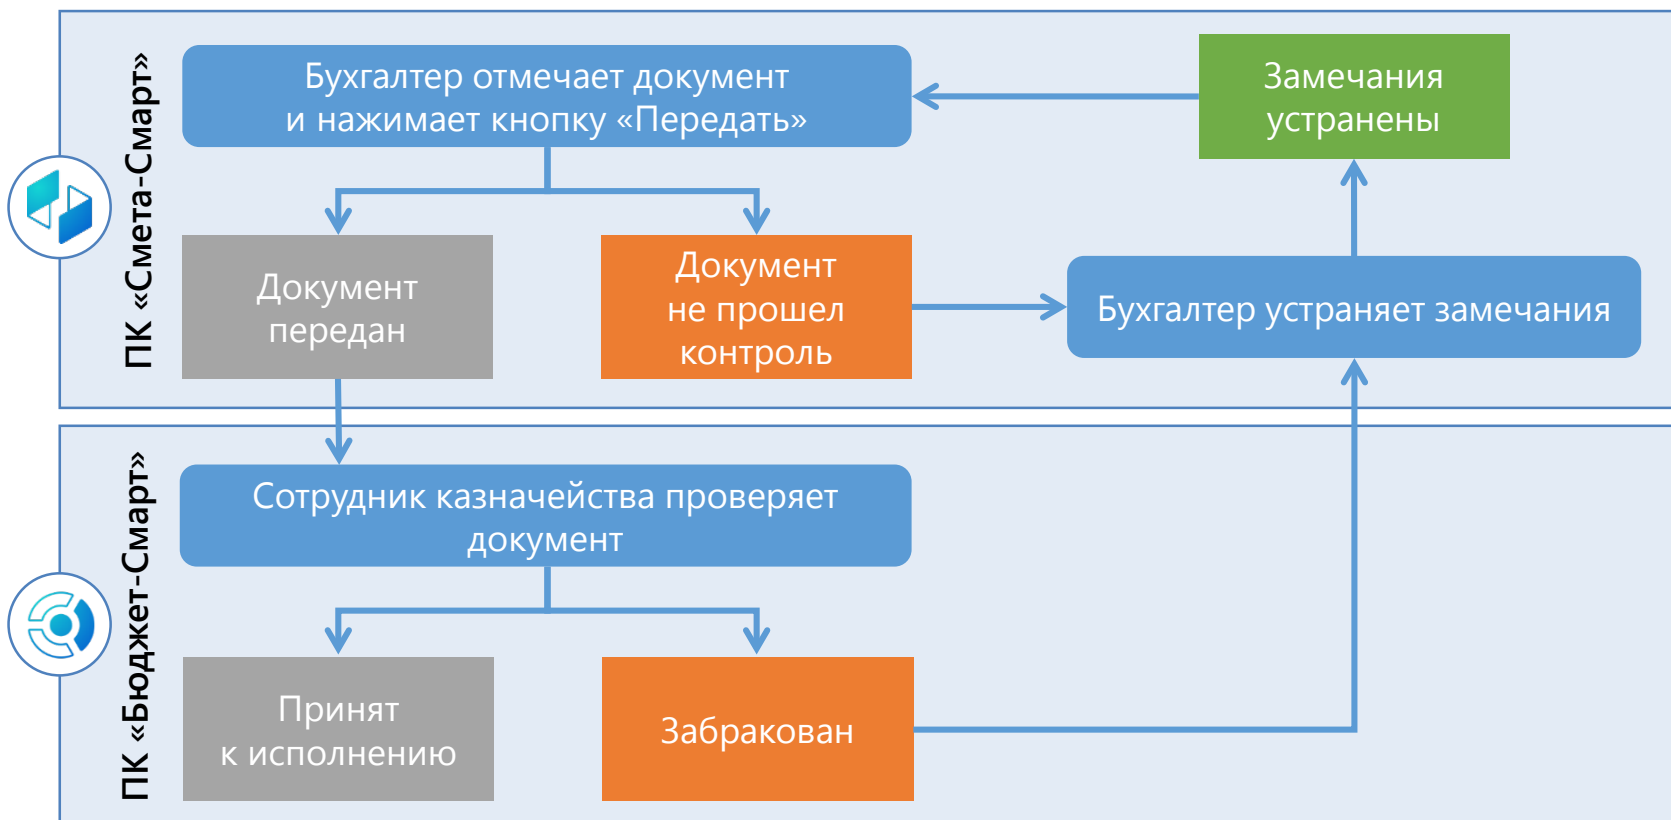 ПК «Смета-Смарт»
Бухгалтер отмечает документ
и нажимает кнопку «Передать»
Замечания
устранены
Документ
передан
Документ
не прошел
контроль
Бухгалтер устраняет замечания
ПК «Бюджет-Смарт»
Сотрудник казначейства проверяет
документ
Принят
к исполнению
Забракован